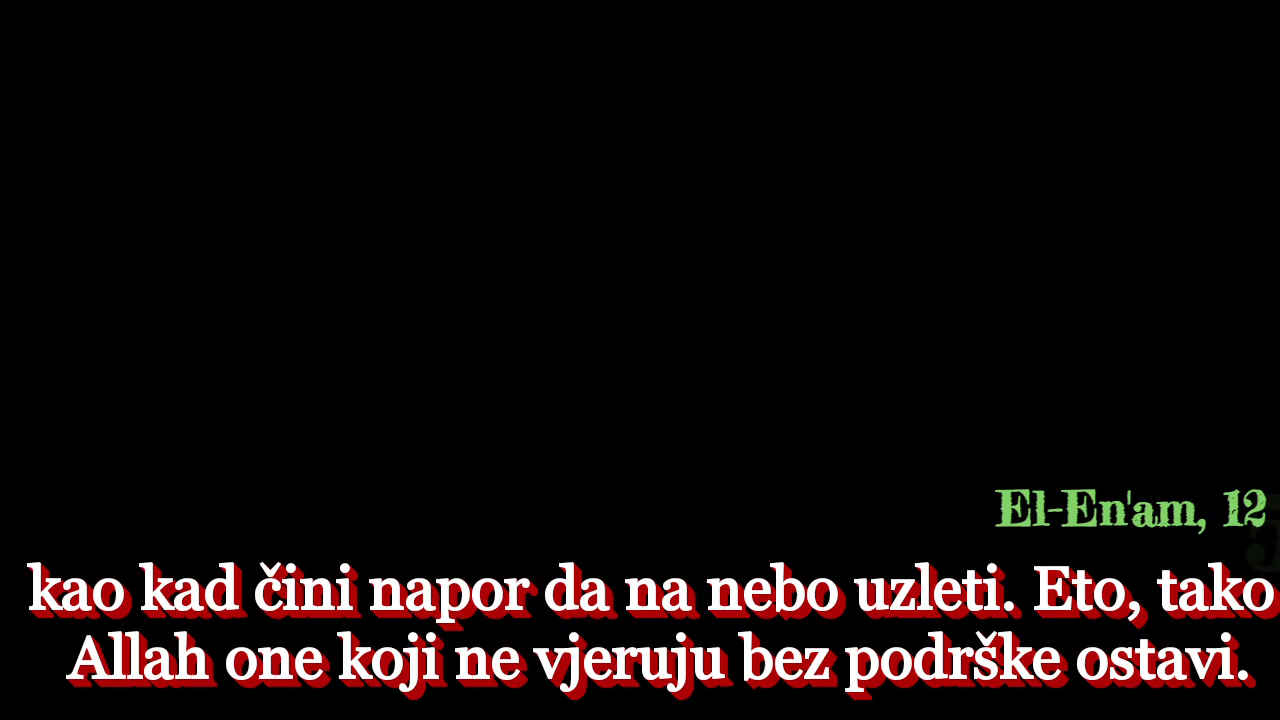 El-En'am, 12
kao kad čini napor da na nebo uzleti. Eto, tako
Allah one koji ne vjeruju bez podrške ostavi.